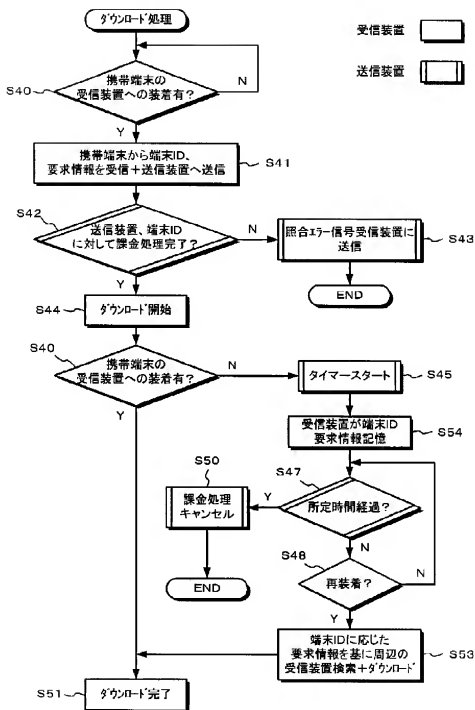 ダウンロード処理
受信装置
送信装置
S40
携帯端末の
受信装置への装着有?
N
Y
携帯端末から端末ID、
要求情報を受信+送信装置へ送信
S41
S42
送信装置、端末ID
に対して課金処理完了?
N
Y
照合エラー信号受信装置に
送信
S43
END
S44
ダウンロード開始
S40
携帯端末の
受信装置への装着有?
N
Y
タイマースタート
S45
受信装置が端末ID
要求情報記憶
S54
S47
所定時間経過?
Y
N
S50
課金処理
キャンセル
END
S48
再装着?
N
Y
端末IDに応じた
要求情報を基に周辺の
受信装置検索+ダウンロード
S53
S51
ダウンロード完了